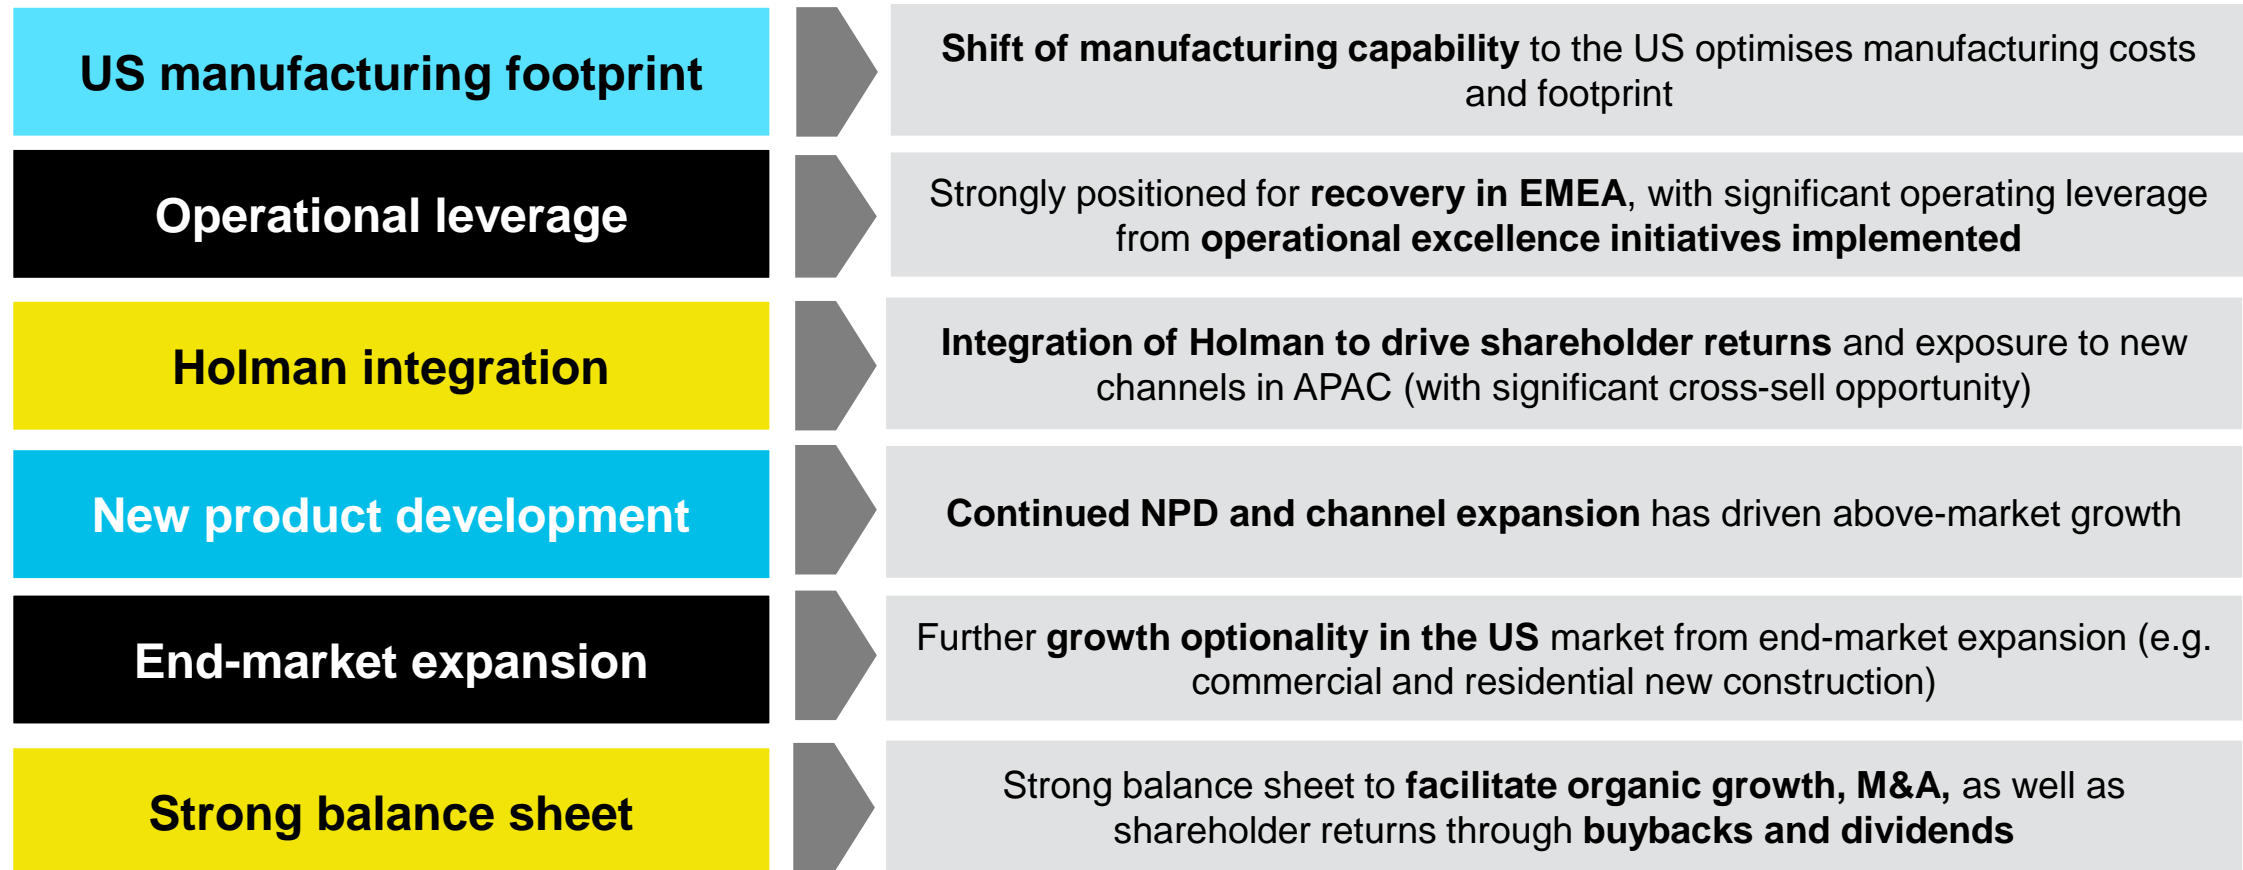 US manufacturing footprint
Shift of manufacturing capability to the US optimises manufacturing costs
and footprint
Operational leverage
Strongly positioned for recovery in EMEA, with significant operating leverage
from operational excellence initiatives implemented
Holman integration
Integration of Holman to drive shareholder returns and exposure to new
channels in APAC (with significant cross-sell opportunity)
New product development
Continued NPD and channel expansion has driven above-market growth
End-market expansion
Further growth optionality in the US market from end-market expansion (e.g.
commercial and residential new construction)
Strong balance sheet
Strong balance sheet to facilitate organic growth, M&A, as well as
shareholder returns through buybacks and dividends